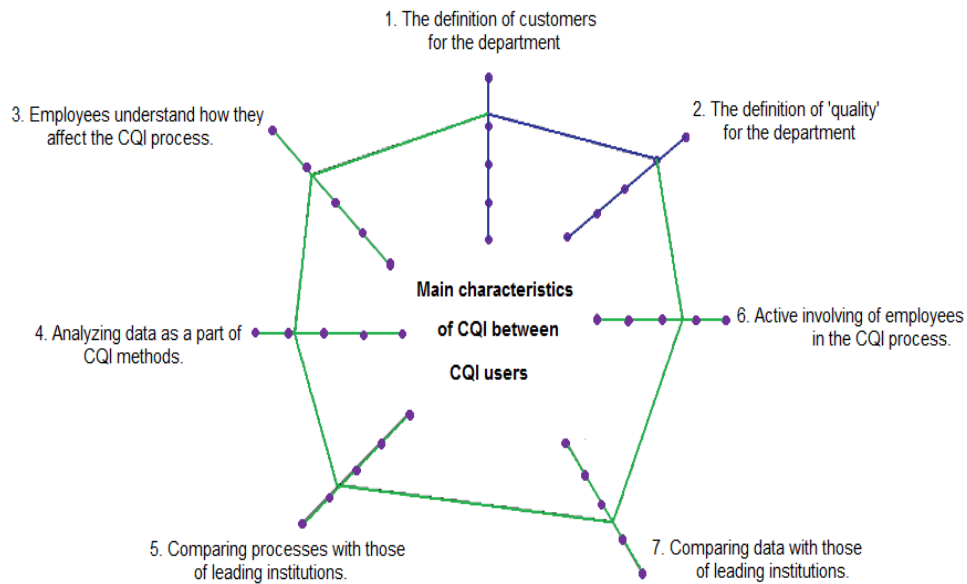 1. The definition of customers
for the department
2. The definition of 'quality'
for the department
3. Employees understand how they
affect the CQI process.
Main characteristics
of CQI between
CQI users
4. Analyzing data as a part of
CQI methods.
6. Active involving of employees
in the CQI process.
5. Comparing processes with those
of leading institutions.
7. Comparing data with those
of leading institutions.